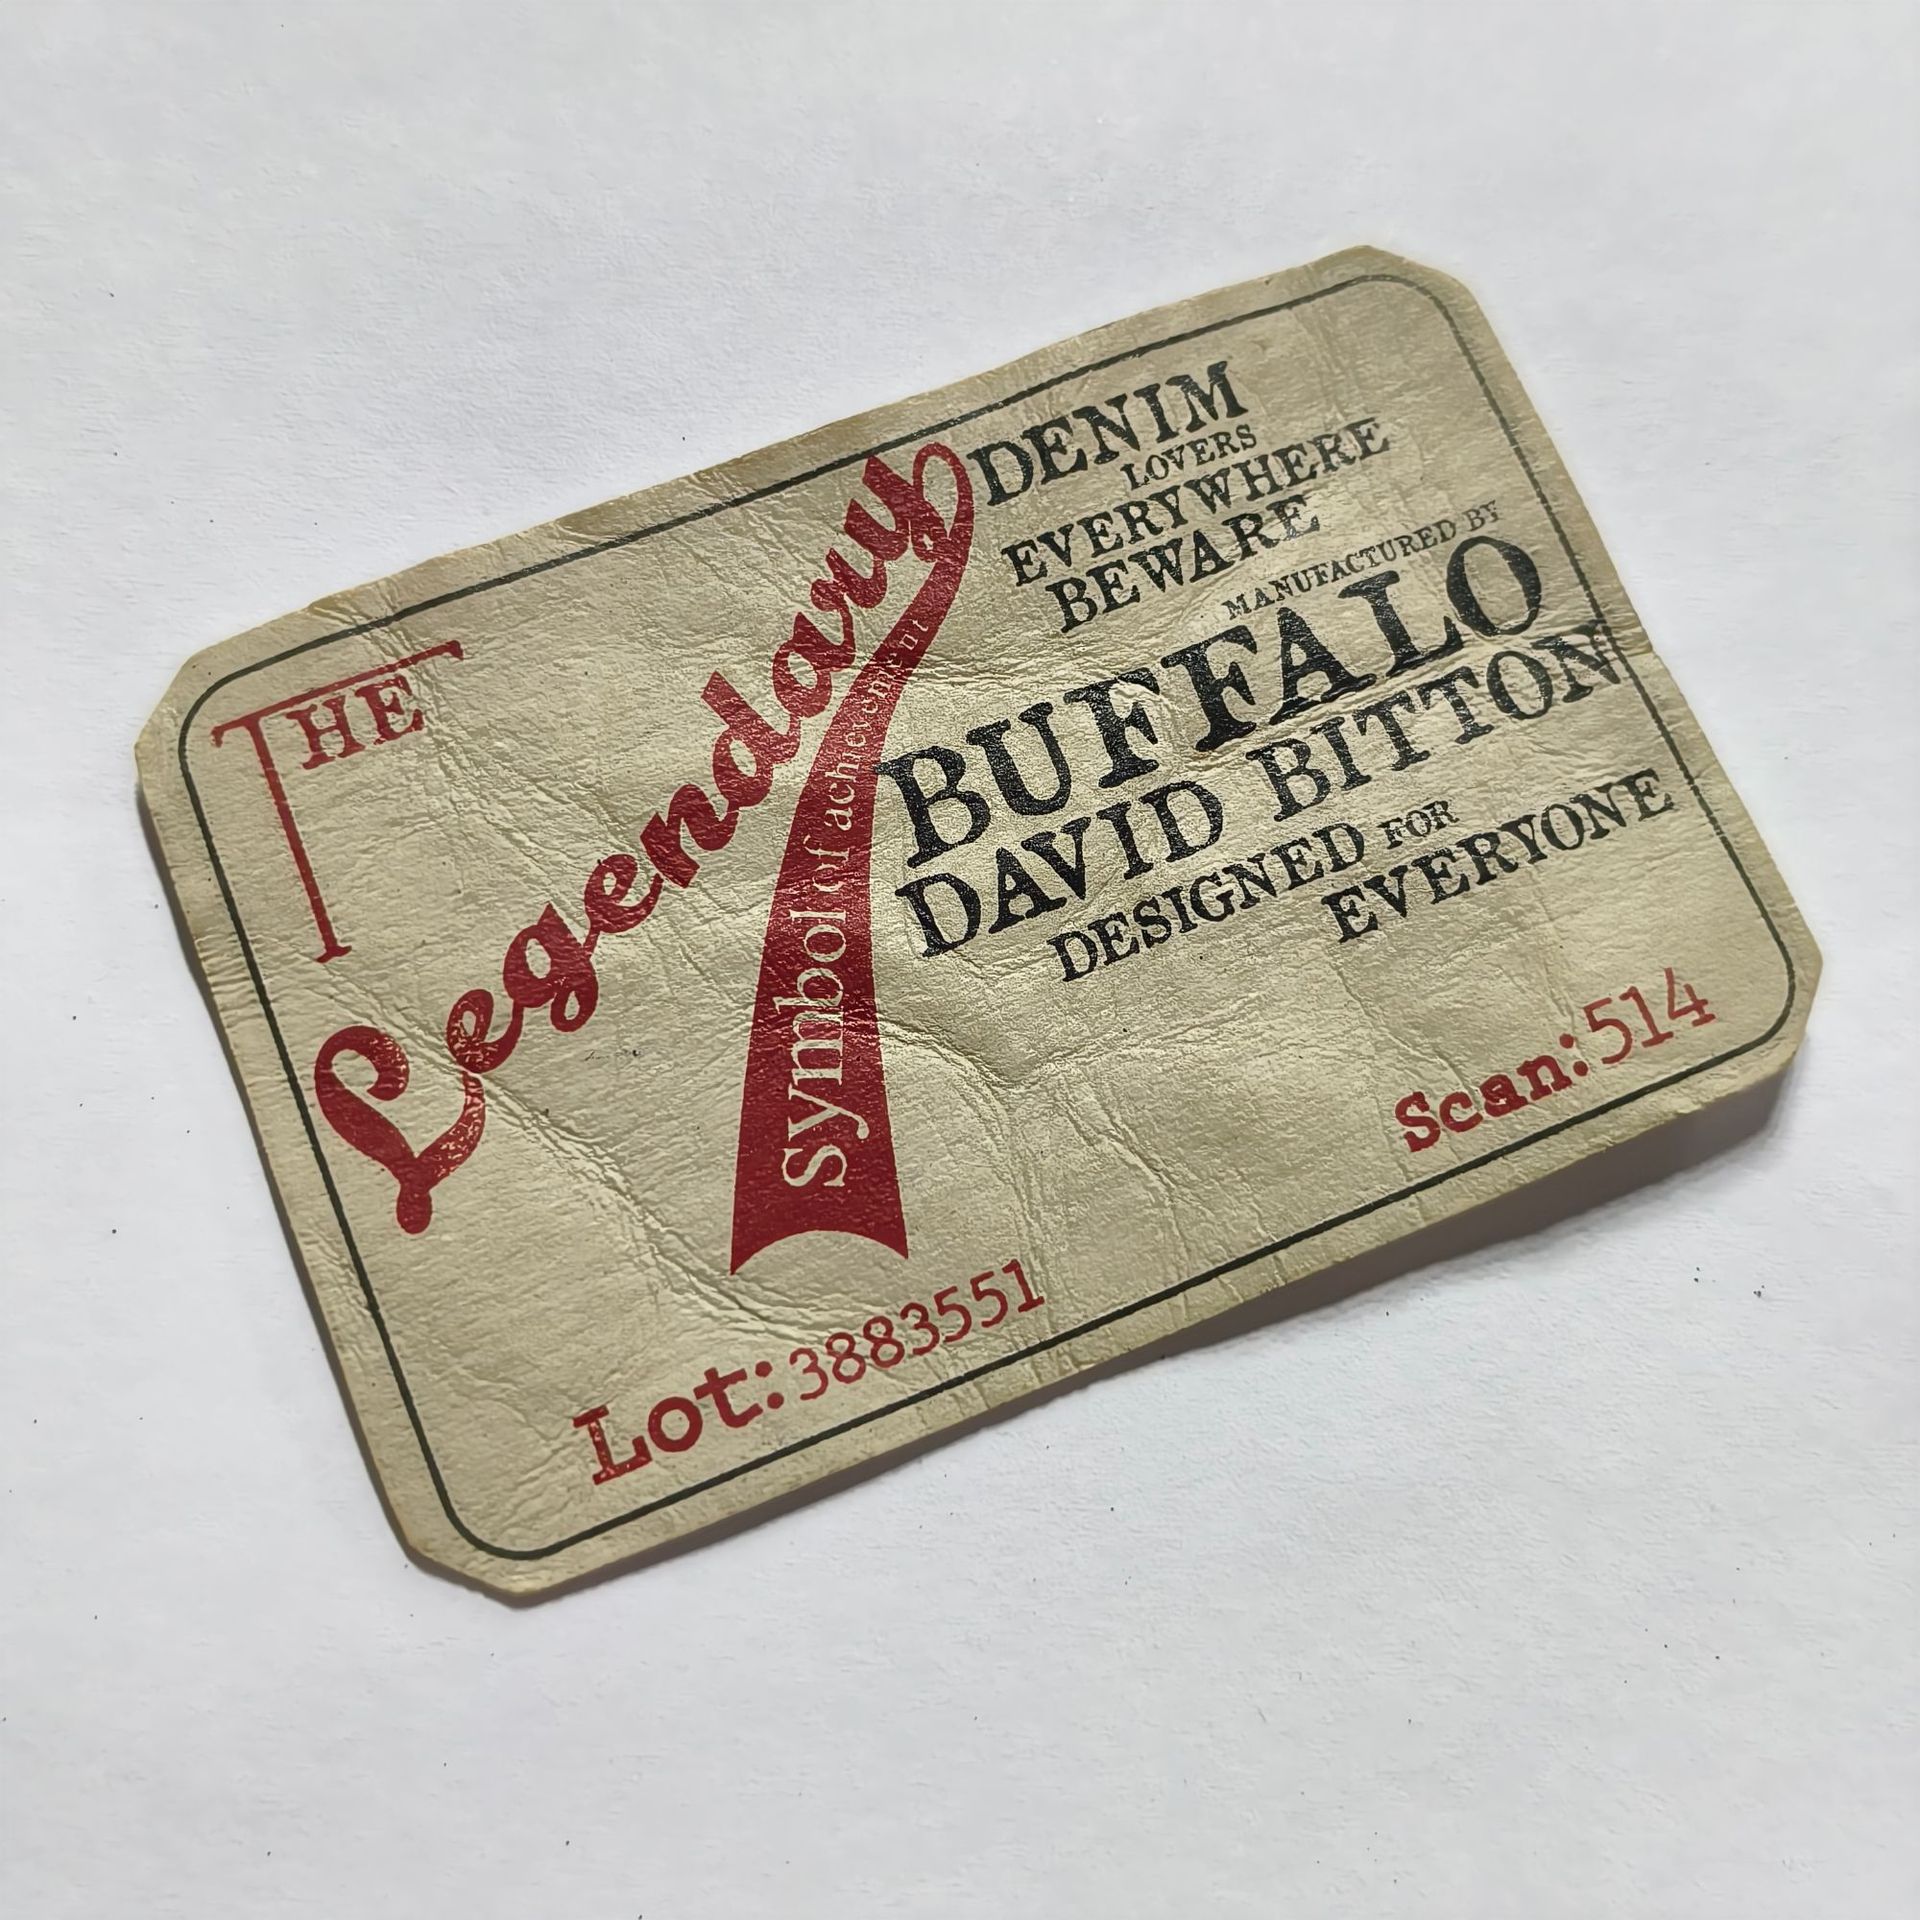 THE
Legendary
Symbol of achievement
DENIM
LOVERS
EVERYWHERE
BEWARE
MANUFACTURED BY
BUFFALO
DAVID BITTON
DESIGNED FOR
EVERYONE
Scan:514
Lot:3883551